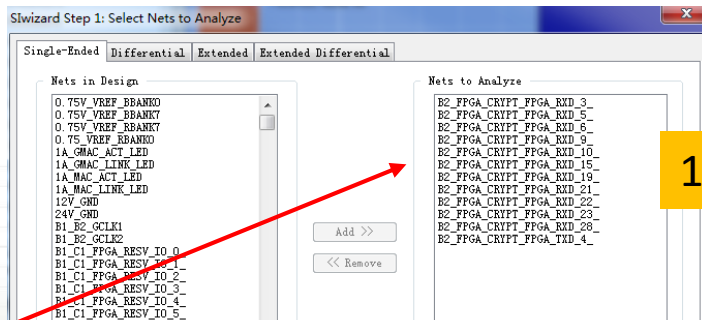 SIwizard Step 1: Select Nets to Analyze
x
Single-Ended Differential Extended Extended Differential
Nets in Design
0.75V_VREF_BBANK0
0.75V_VREF_BBANK7
0.75V_VREF_RBANK7
0.75_VREF_RBANK0
1A_GMAC_ACT_LED
1A_GMAC_LINK_LED
1A_MAC_ACT_LED
1A_MAC_LINK_LED
12V_GND
24V_GND
B1_B2_GCLK1
B1_B2_GCLK2
B1_C1_FPGA_RESV_IO_0_
B1_C1_FPGA_RESV_IO_1_
B1_C1_FPGA_RESV_IO_2_
B1_C1_FPGA_RESV_IO_3_
B1_C1_FPGA_RESV_IO_4_
B1_C1_FPGA_RESV_IO_5_
Add >>
<< Remove
Nets to Analyze
B2_FPGA_CRYPT_FPGA_RXD_3_
B2_FPGA_CRYPT_FPGA_RXD_5_
B2_FPGA_CRYPT_FPGA_RXD_6_
B2_FPGA_CRYPT_FPGA_RXD_9_
B2_FPGA_CRYPT_FPGA_RXD_10_
B2_FPGA_CRYPT_FPGA_RXD_15_
B2_FPGA_CRYPT_FPGA_RXD_19_
B2_FPGA_CRYPT_FPGA_RXD_21_
B2_FPGA_CRYPT_FPGA_RXD_22_
B2_FPGA_CRYPT_FPGA_RXD_23_
B2_FPGA_CRYPT_FPGA_RXD_28_
B2_FPGA_CRYPT_FPGA_TXD_4_
1